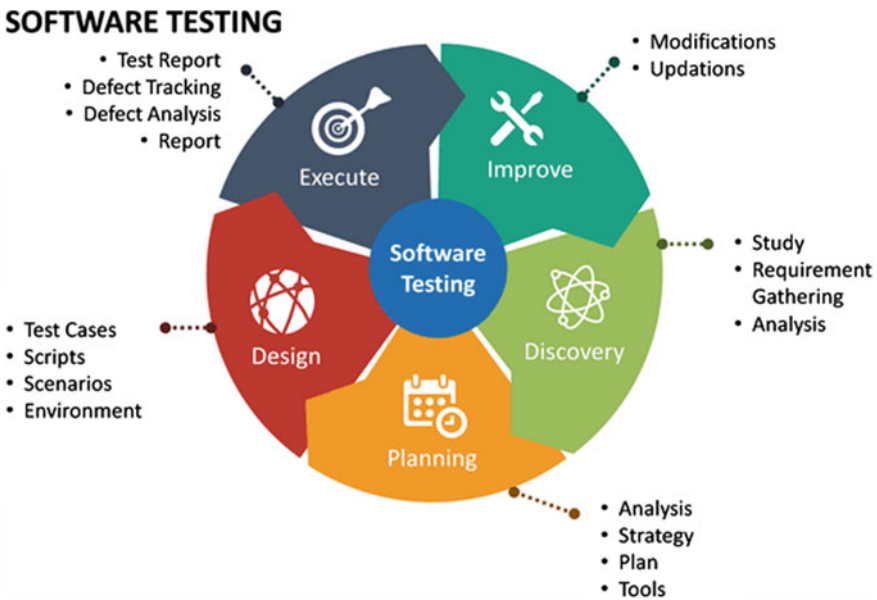 SOFTWARE TESTING
• Test Report
• Defect Tracking
• Defect Analysis
• Report
• Modifications
• Updations
Execute
Improve
Software
Testing
• Study
• Requirement
Gathering
• Analysis
Design
Discovery
• Test Cases
• Scripts
• Scenarios
• Environment
Planning
• Analysis
• Strategy
• Plan
• Tools